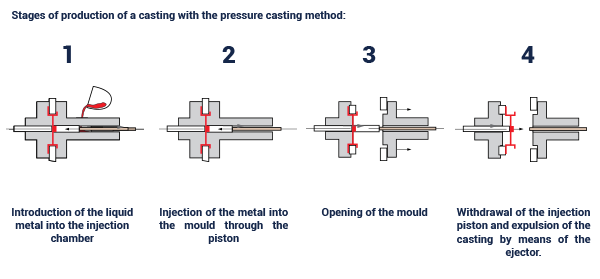 Stages of production of a casting with the pressure casting method:
1
2
3
4
Introduction of the liquid
metal into the injection
chamber
Injection of the metal into
the mould through the
piston
Opening of the mould
Withdrawal of the injection
piston and expulsion of the
casting by means of the
ejector.